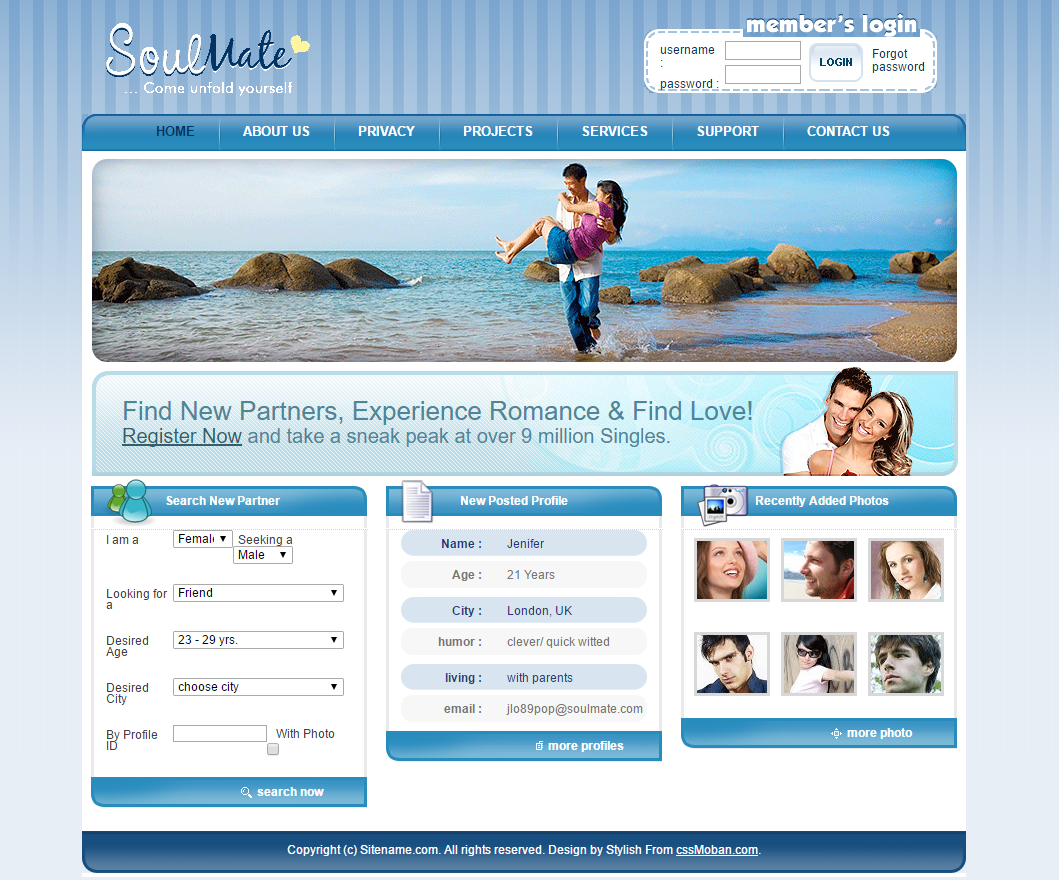 SoulMate
... Come unfold yourself
member's login
username
:
password :
LOGIN
Forgot
password
HOME
ABOUT US
PRIVACY
PROJECTS
SERVICES
SUPPORT
CONTACT US
Find New Partners, Experience Romance & Find Love!
Register Now and take a sneak peak at over 9 million Singles.
Search New Partner
I am a
Femal
Seeking a
Male
Looking for
a
Friend
Desired
Age
23 - 29 yrs.
Desired
City
choose city
By Profile
ID
With Photo
search now
New Posted Profile
Name : Jenifer
Age : 21 Years
City : London, UK
humor : clever/ quick witted
living : with parents
email : jlo89pop@soulmate.com
more profiles
Recently Added Photos
more photo
Copyright (c) Sitename.com. All rights reserved. Design by Stylish From cssMoban.com.